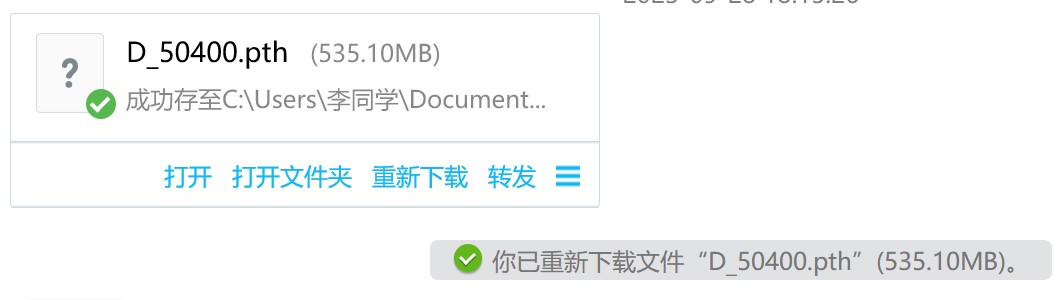 D_50400.pth (535.10MB)
成功存至C:\Users\李同学\Document...
打开 打开文件夹 重新下载 转发
你已重新下载文件“D_50400.pth”(535.10MB)。